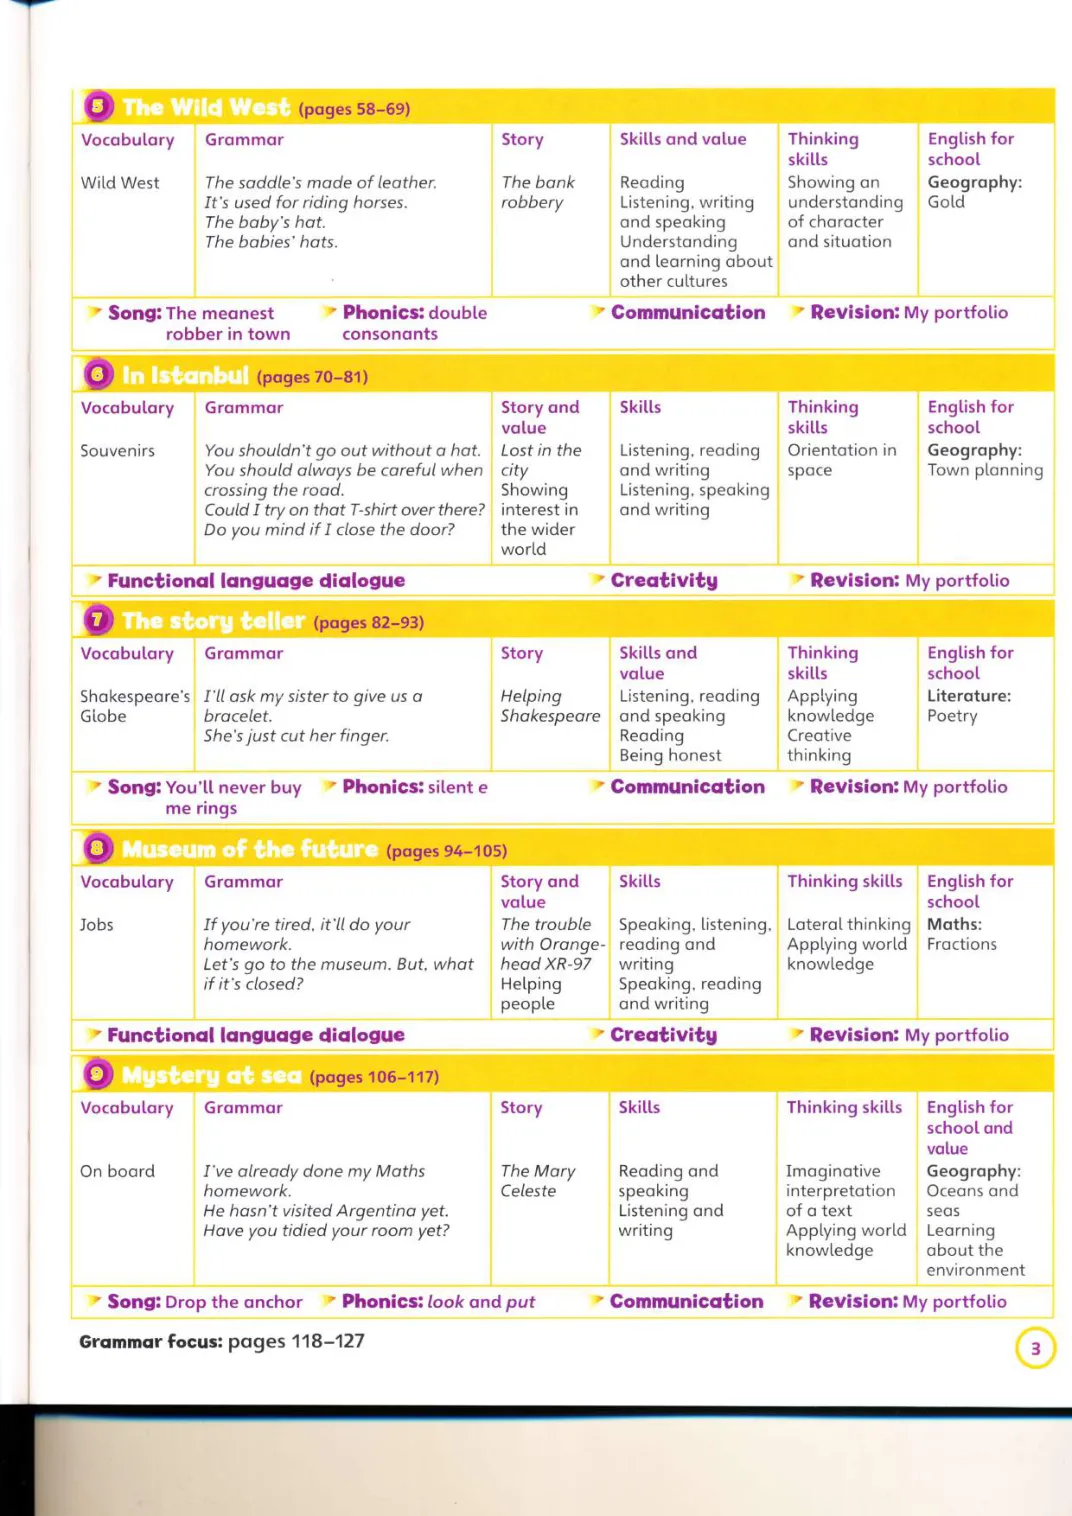 5 The Wild West (pages 58–69)
Vocabulary
Wild West
Grammar
The saddle's made of leather.
It's used for riding horses.
The baby's hat.
The babies' hats.
Story
The bank
robbery
Skills and value
Reading
Listening, writing
and speaking
Understanding
and learning about
other cultures
Thinking
skills
Showing an
understanding
of character
and situation
English for
school
Geography:
Gold
Song: The meanest
robber in town
Phonics: double
consonants
Communication
Revision: My portfolio
6 In Istanbul (pages 70–81)
Vocabulary
Souvenirs
Grammar
You shouldn't go out without a hat.
You should always be careful when
crossing the road.
Could I try on that T-shirt over there?
Do you mind if I close the door?
Story and
value
Lost in the
city
Showing
interest in
the wider
world
Skills
Listening, reading
and writing
Listening, speaking
and writing
Thinking
skills
Orientation in
space
English for
school
Geography:
Town planning
Functional language dialogue
Creativity
Revision: My portfolio
7 The story teller (pages 82–93)
Vocabulary
Shakespeare's
Globe
Grammar
I'll ask my sister to give us a
bracelet.
She's just cut her finger.
Story
Helping
Shakespeare
Skills and
value
Listening, reading
and speaking
Reading
Being honest
Thinking
skills
Applying
knowledge
Creative
thinking
English for
school
Literature:
Poetry
Song: You'll never buy
me rings
Phonics: silent e
Communication
Revision: My portfolio
8 Museum of the future (pages 94–105)
Vocabulary
Jobs
Grammar
If you're tired, it'll do your
homework.
Let's go to the museum. But, what
if it's closed?
Story and
value
The trouble
with Orange-
head XR-97
Helping
people
Skills
Speaking, listening,
reading and
writing
Speaking, reading
and writing
Thinking skills
Lateral thinking
Applying world
knowledge
English for
school
Maths:
Fractions
Functional language dialogue
Creativity
Revision: My portfolio
9 Mystery at sea (pages 106–117)
Vocabulary
On board
Grammar
I've already done my Maths
homework.
He hasn't visited Argentina yet.
Have you tidied your room yet?
Story
The Mary
Celeste
Skills
Reading and
speaking
Listening and
writing
Thinking skills
Imaginative
interpretation
of a text
Applying world
knowledge
English for
school and
value
Geography:
Oceans and
seas
Learning
about the
environment
Song: Drop the anchor
Phonics: look and put
Communication
Revision: My portfolio
Grammar focus: pages 118–127
3